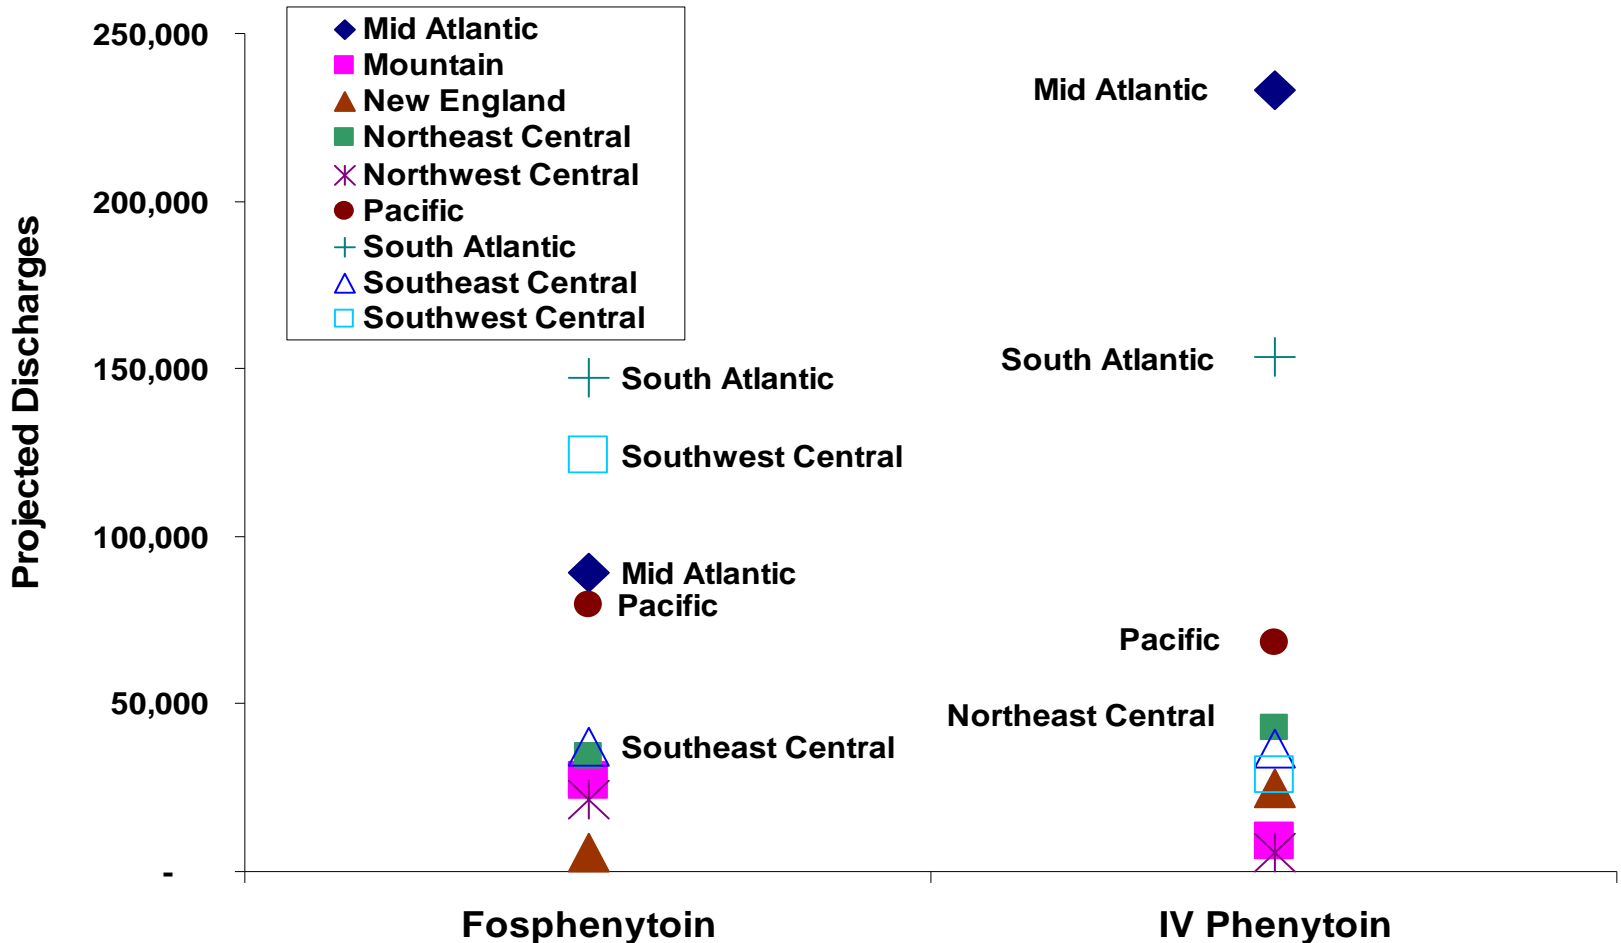 Projected Discharges
250,000
200,000
150,000
100,000
50,000
-
Mid Atlantic
Mountain
New England
Northeast Central
Northwest Central
Pacific
South Atlantic
Southeast Central
Southwest Central
South Atlantic
Southwest Central
Mid Atlantic
Pacific
Southeast Central
Mid Atlantic
South Atlantic
Pacific
Northeast Central
Fosphenytoin
IV Phenytoin